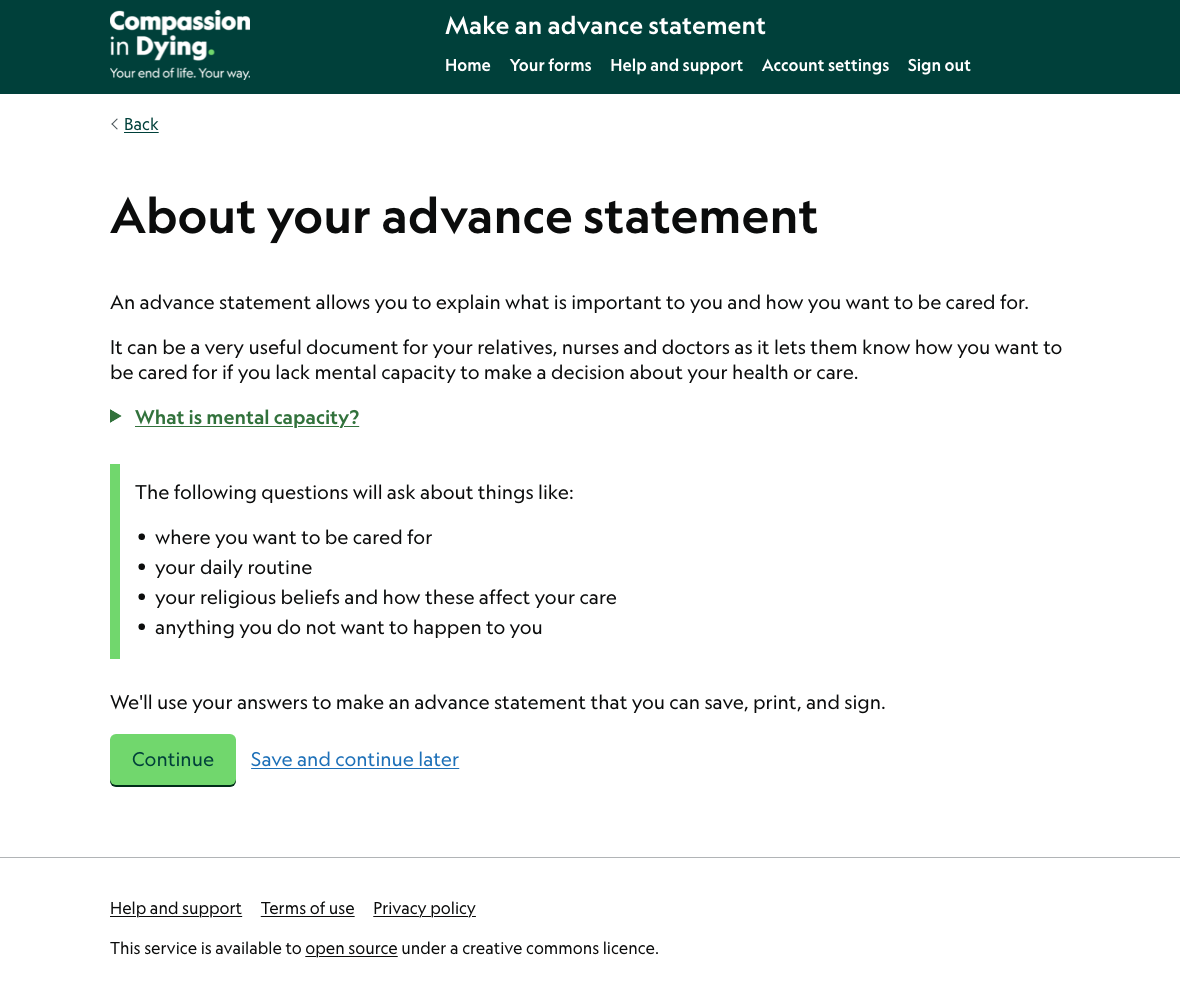 Compassion
in Dying.
Your end of life. Your way.
Make an advance statement
Home Your forms Help and support Account settings Sign out
Back
About your advance statement
An advance statement allows you to explain what is important to you and how you want to be cared for.
It can be a very useful document for your relatives, nurses and doctors as it lets them know how you want to
be cared for if you lack mental capacity to make a decision about your health or care.
What is mental capacity?
The following questions will ask about things like:
• where you want to be cared for
• your daily routine
• your religious beliefs and how these affect your care
• anything you do not want to happen to you
We'll use your answers to make an advance statement that you can save, print, and sign.
Continue Save and continue later
Help and support Terms of use Privacy policy
This service is available to open source under a creative commons licence.